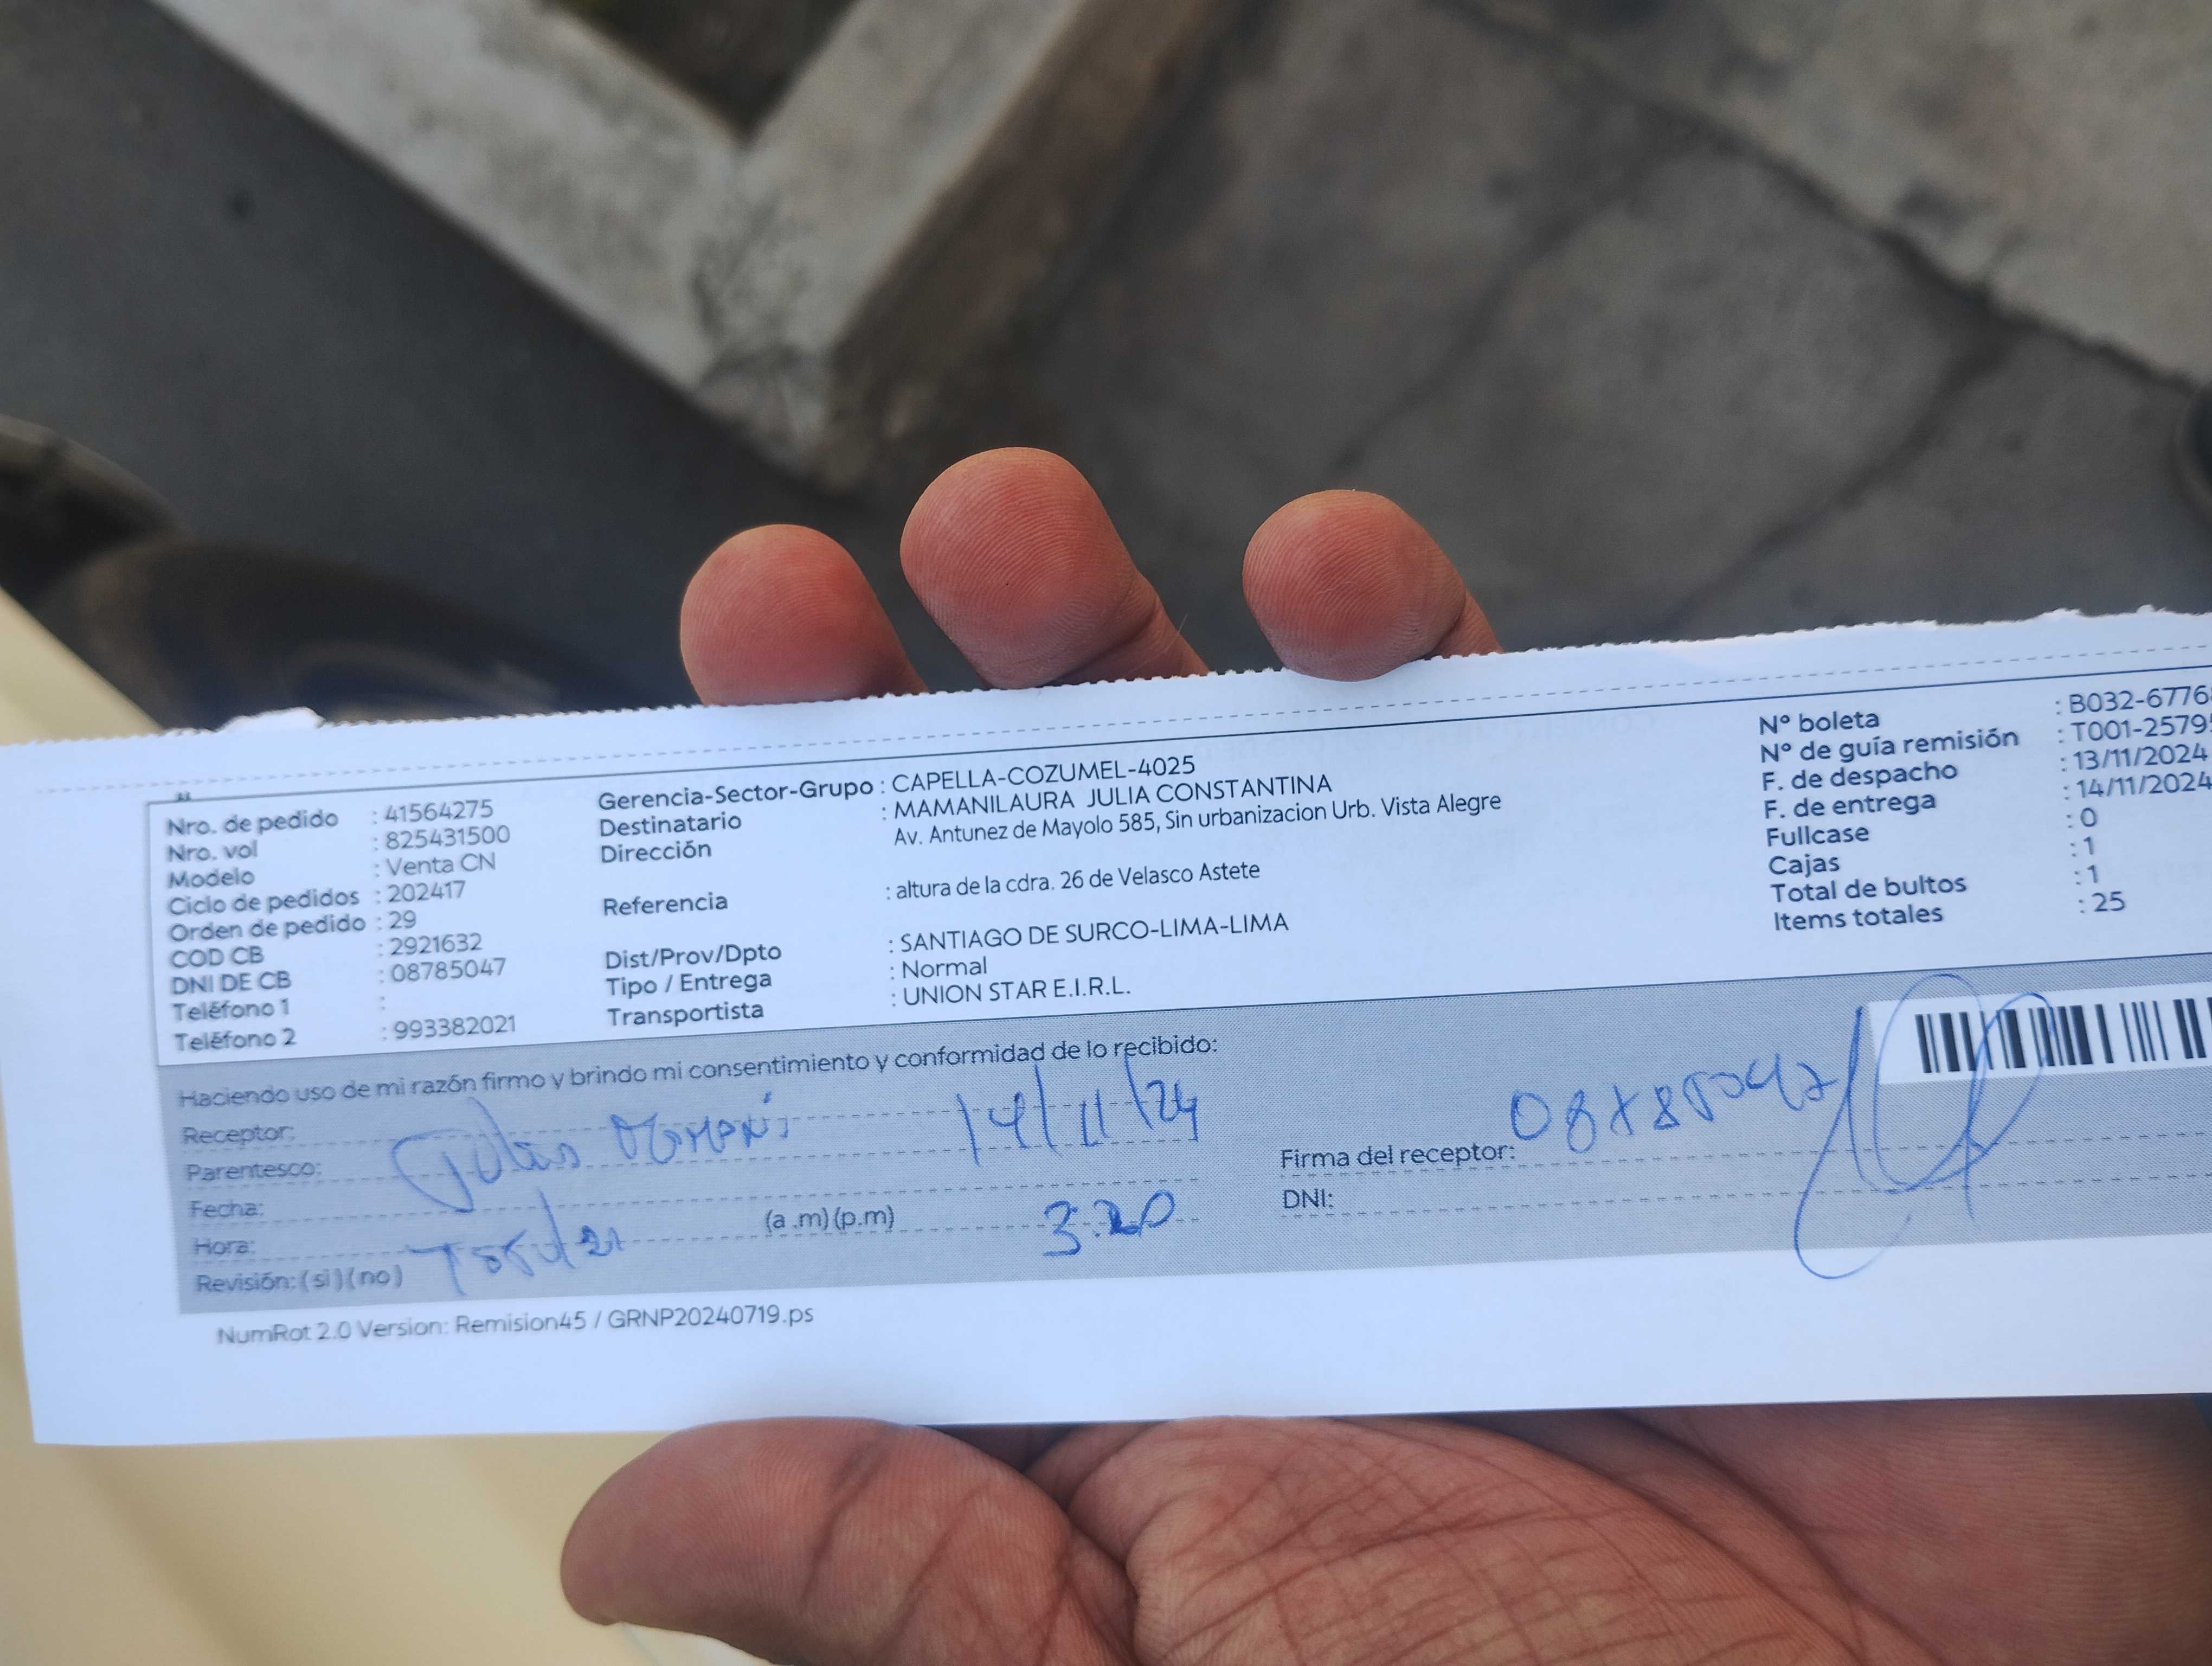 Nro. de pedido : 41564275
Nro. vol : 825431500
Modelo : Venta CN
Ciclo de pedidos : 202417
Orden de pedido : 29
COD CB : 2921632
DNI DE CB : 08785047
Teléfono 1 :
Teléfono 2 : 993382021
Gerencia-Sector-Grupo : CAPELLA-COZUMEL-4025
Destinatario : MAMANILAURA JULIA CONSTANTINA
Dirección Av. Antunez de Mayolo 585, Sin urbanizacion Urb. Vista Alegre
Referencia : altura de la cdra. 26 de Velasco Astete
Dist/Prov/Dpto : SANTIAGO DE SURCO-LIMA-LIMA
Tipo / Entrega : Normal
Transportista : UNION STAR E.I.R.L.
N° boleta : B032-6776
N° de guía remisión : T001-2579
F. de despacho : 13/11/2024
F. de entrega : 14/11/2024
Fullcase : 0
Cajas : 1
Total de bultos : 1
Items totales : 25
Haciendo uso de mi razón firmo y brindo mi consentimiento y conformidad de lo recibido:
Receptor:
Parentesco: 14/11/24
Fecha:
Hora: (a .m) (p.m) 3:20
Revisión: ( si ) ( no )
Firma del receptor: 08785047
DNI:
NumRot 2.0 Version: Remision45 / GRNP20240719.ps